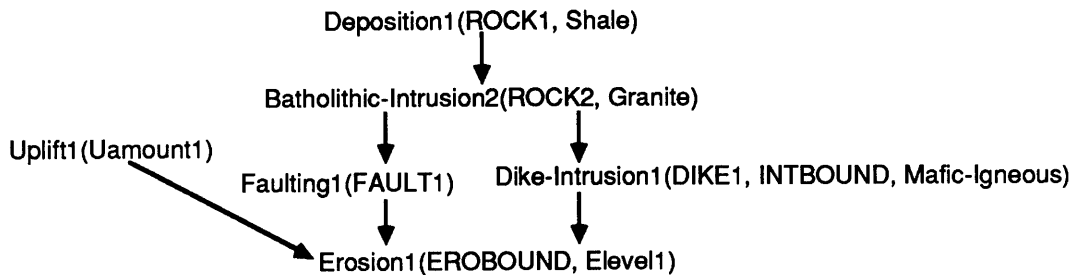 Deposition1(ROCK1, Shale)
Batholithic-Intrusion2(ROCK2, Granite)
Uplift1(Uamount1)
Faulting1(FAULT1)
Dike-Intrusion1(DIKE1, INTBOUND, Mafic-Igneous)
Erosion1(EROBOUND, Elevel1)